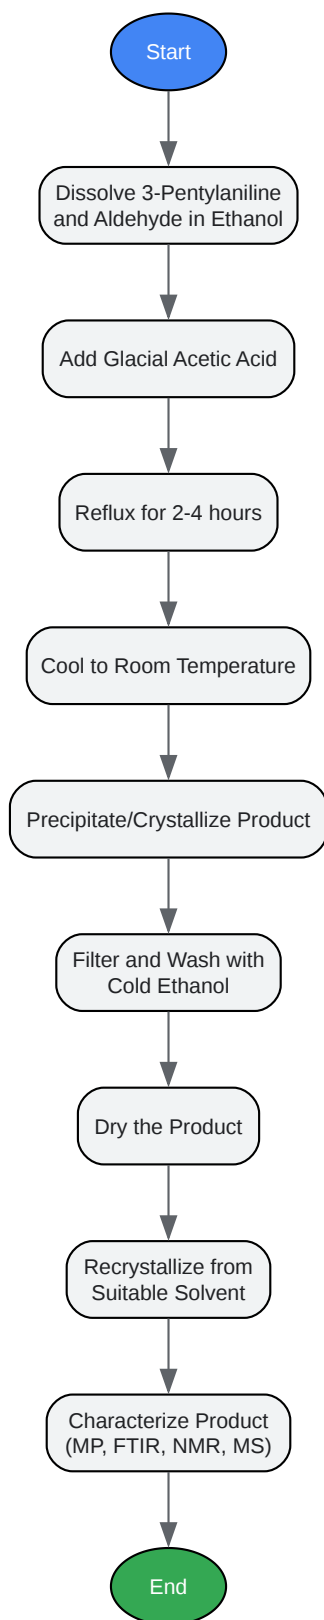 Start
Dissolve 3-Pentylaniline
and Aldehyde in Ethanol
Add Glacial Acetic Acid
Reflux for 2-4 hours
Cool to Room Temperature
Precipitate/Crystallize Product
Filter and Wash with
Cold Ethanol
Dry the Product
Recrystallize from
Suitable Solvent
Characterize Product
(MP, FTIR, NMR, MS)
End